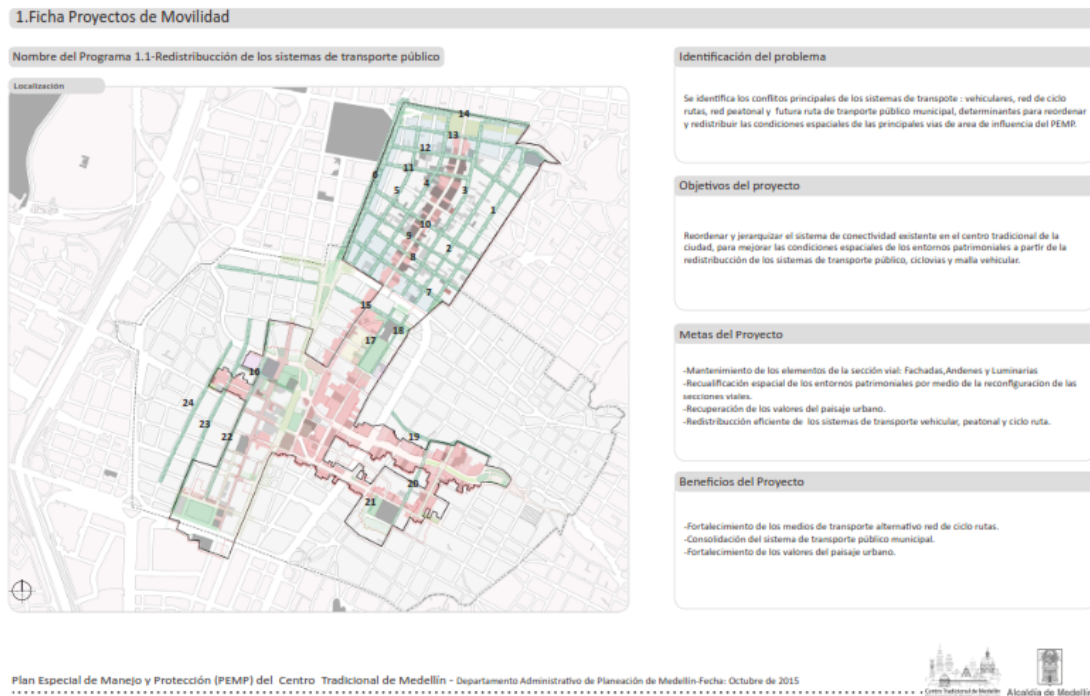 1.Ficha Proyectos de Movilidad
Nombre del Programa 1.1-Redistribucción de los sistemas de transporte público
Localización
14
13
12
11
6
4
5
3
1
10
9
2
8
7
15
18
17
16
24
23
22
19
20
21
Identificación del problema
Se identifica los conflitos principales de los sistemas de transpote : vehiculares, red de ciclo
rutas, red peatonal y futura ruta de tranporte público municipal, determinantes para reordenar
y redistribuir las condiciones espaciales de las principales vias de area de influencia del PEMP.
Objetivos del proyecto
Reordenar y jerarquizar el sistema de conectividad existente en el centro tradicional de la
ciudad, para mejorar las condiciones espaciales de los entornos patrimoniales a partir de la
redistribucción de los sistemas de transporte público, ciclovias y malla vehicular.
Metas del Proyecto
-Mantenimiento de los elementos de la sección vial: Fachadas,Andenes y Luminarias
-Recualificación espacial de los entornos patrimoniales por medio de la reconfiguracion de las
secciones viales.
-Recuperación de los valores del paisaje urbano.
-Redistribucción eficiente de los sistemas de transporte vehicular, peatonal y ciclo ruta.
Beneficios del Proyecto
-Fortalecimiento de los medios de transporte alternativo red de ciclo rutas.
-Consolidación del sistema de transporte público municipal.
-Fortalecimiento de los valores del paisaje urbano.
Plan Especial de Manejo y Protección (PEMP) del Centro Tradicional de Medellín - Departamento Administrativo de Planeación de Medellín-Fecha: Octubre de 2015
Centro Tradicional de Medellín
Alcaldía de Medellín